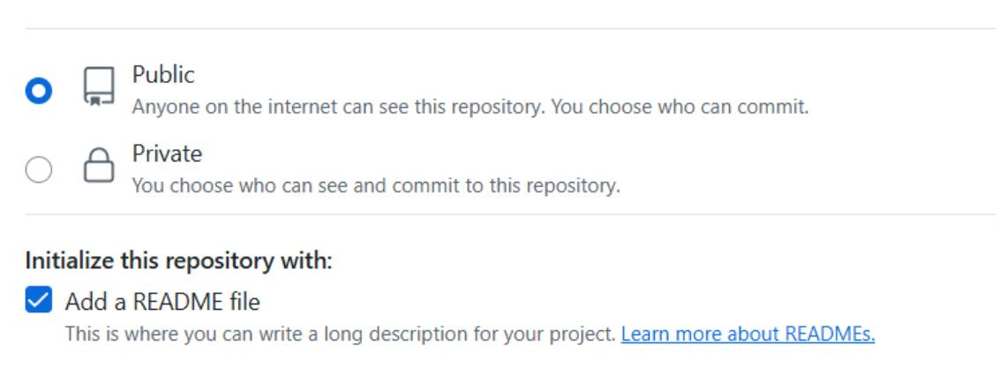 Public
Anyone on the internet can see this repository. You choose who can commit.
Private
You choose who can see and commit to this repository.
Initialize this repository with:
Add a README file
This is where you can write a long description for your project. Learn more about READMEs.